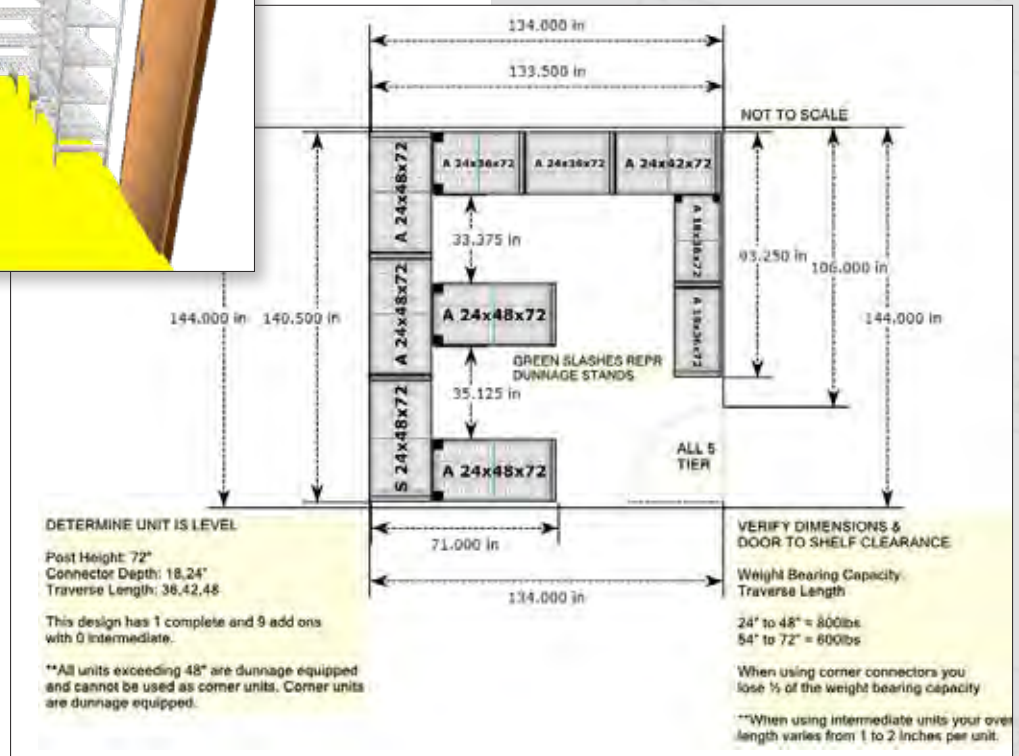 134.000 in
133.500 in
NOT TO SCALE
A 24x48x72
A 24x36x72
A 24x36x72
A 24x42x72
A 18x36x72
33.375 in
93.250 in
106.000 in
144.000 in
140.500 in
A 24x48x72
A 24x48x72
A 18x36x72
144.000 in
GREEN SLASHES REPR
DUNNAGE STANDS
35.125 in
S 24x48x72
A 24x48x72
ALL 5
TIER
71.000 in
134.000 in
DETERMINE UNIT IS LEVEL
Post Height: 72"
Connector Depth: 18,24"
Traverse Length: 36,42,48
This design has 1 complete and 9 add ons
with 0 Intermediate.
**All units exceeding 48" are dunnage equipped
and cannot be used as corner units. Corner units
are dunnage equipped.
VERIFY DIMENSIONS &
DOOR TO SHELF CLEARANCE
Weight Bearing Capacity
Traverse Length
24" to 48" = 800lbs
54" to 72" = 600lbs
When using corner connectors you
lose ½ of the weight bearing capacity
**When using intermediate units your over
length varies from 1 to 2 inches per unit.